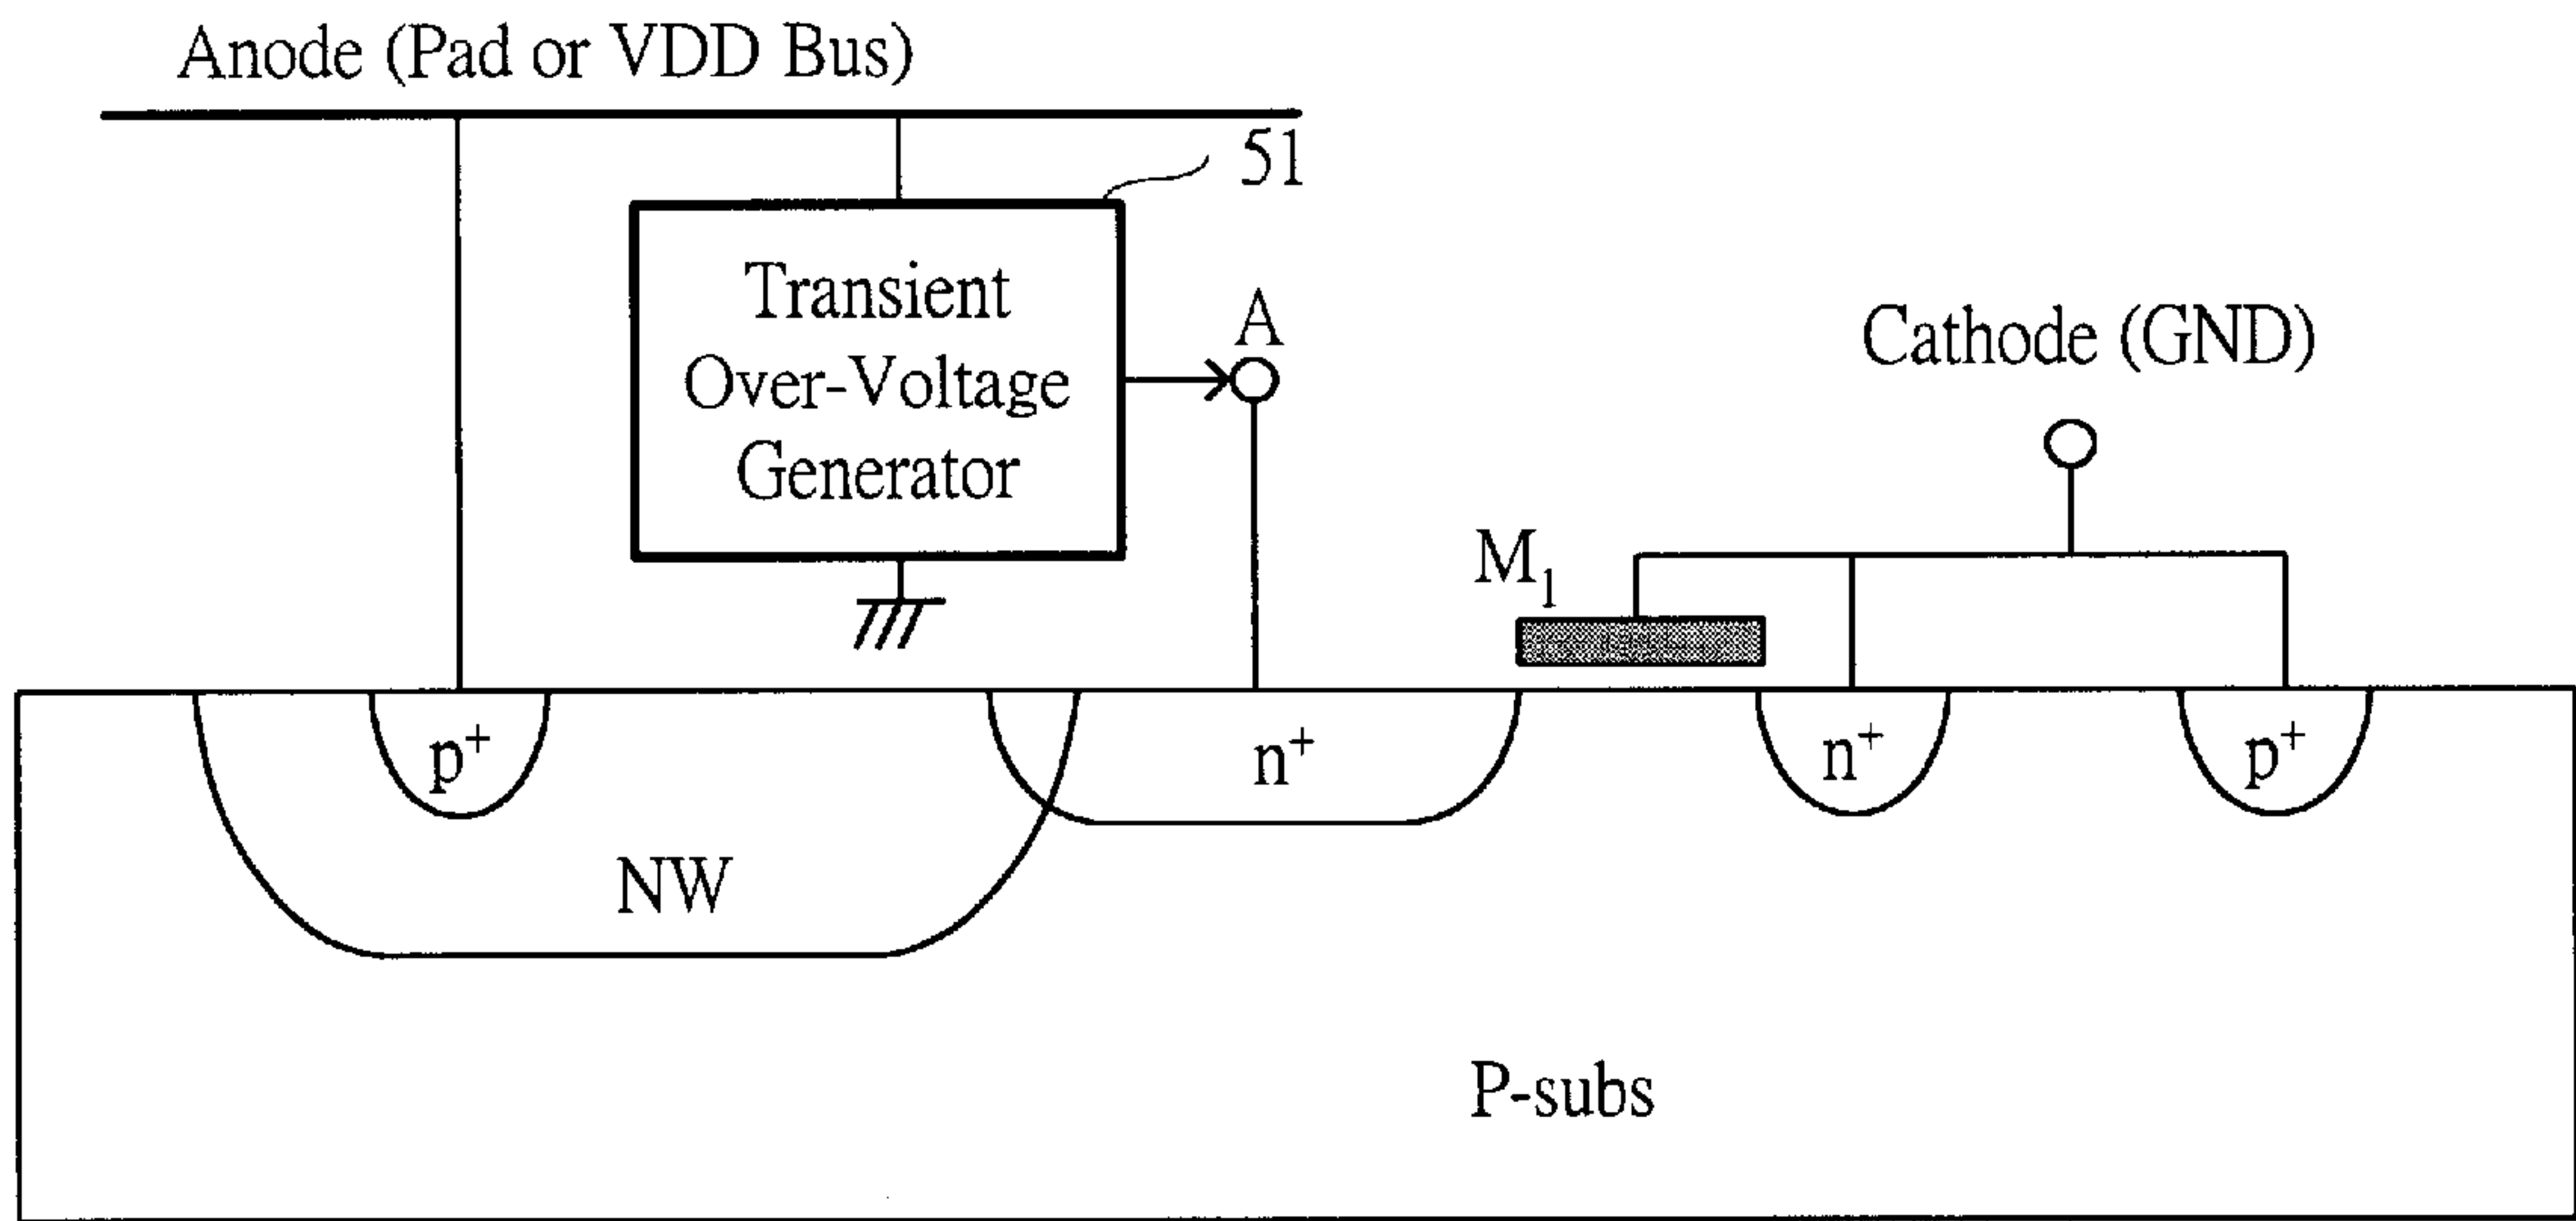 Anode (Pad or VDD Bus)
51
Transient
Over-Voltage
Generator
A
Cathode (GND)
M₁
p⁺
n⁺
n⁺
p⁺
NW
P-subs